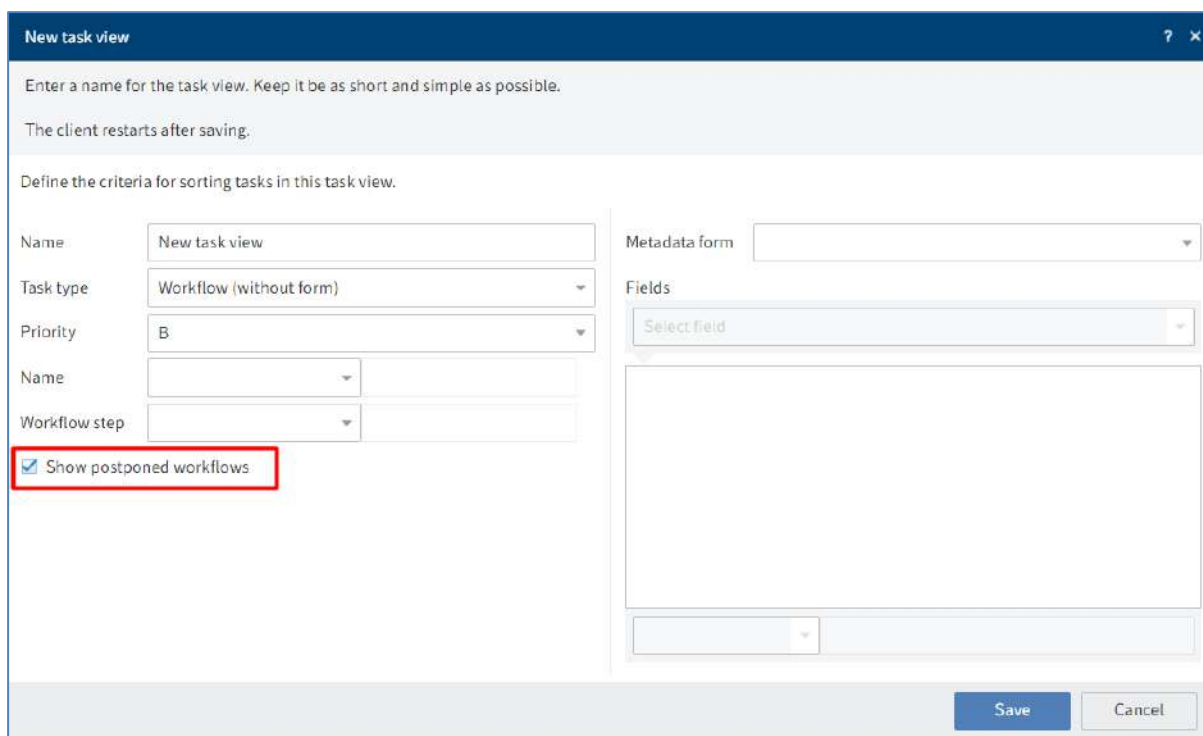 New task view
?
Enter a name for the task view. Keep it be as short and simple as possible.
The client restarts after saving.
Define the criteria for sorting tasks in this task view.
Name
New task view
Task type
Workflow (without form)
Priority
B
Name
Workflow step
Show postponed workflows
Metadata form
Fields
Select field
Save
Cancel